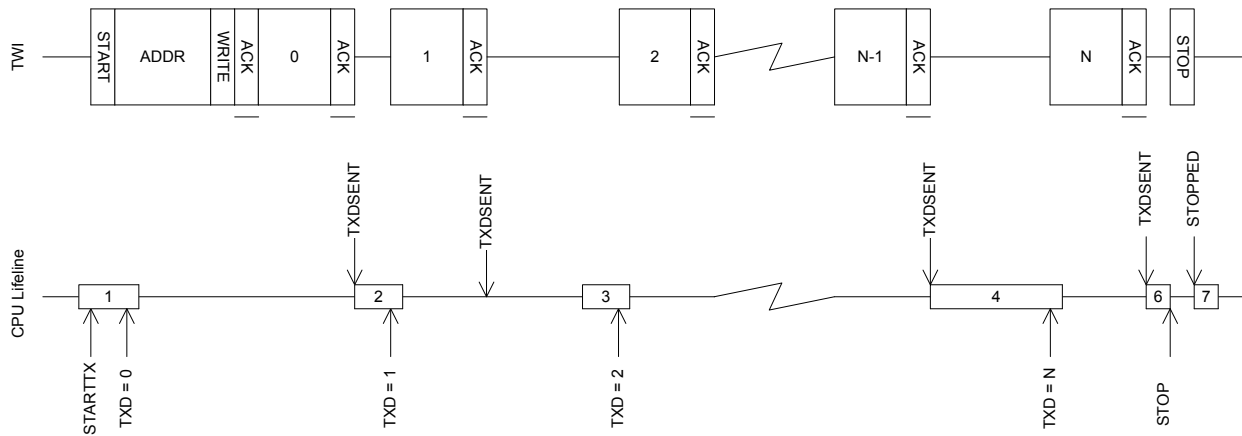 TWI
START
ADDR
WRITE
ACK
0
ACK
1
ACK
2
ACK
N-1
ACK
N
ACK
STOP
CPU Lifeline
TXDSENT
TXDSENT
TXDSENT
TXDSENT
STOPPED
1
2
3
4
6
7
STARTTX
TXD = 0
TXD = 1
TXD = 2
TXD = N
STOP